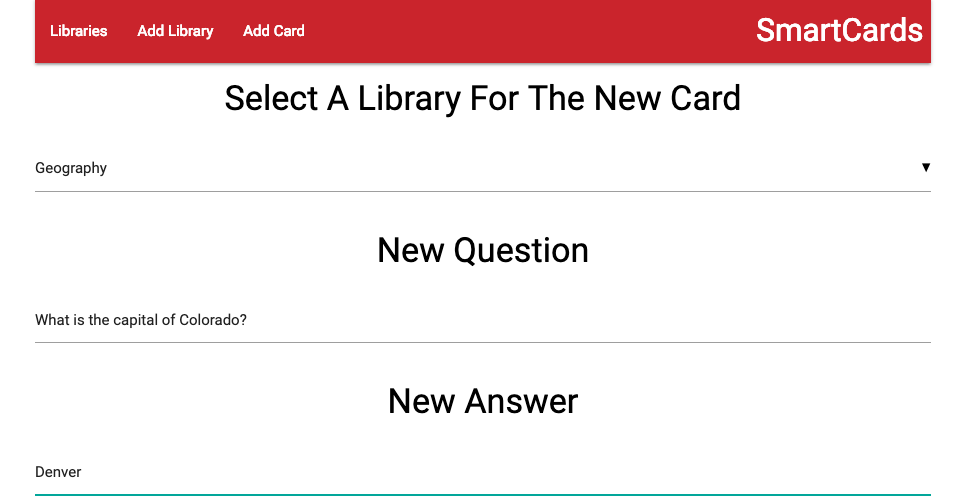 Libraries Add Library Add Card SmartCards
Select A Library For The New Card
Geography
New Question
What is the capital of Colorado?
New Answer
Denver